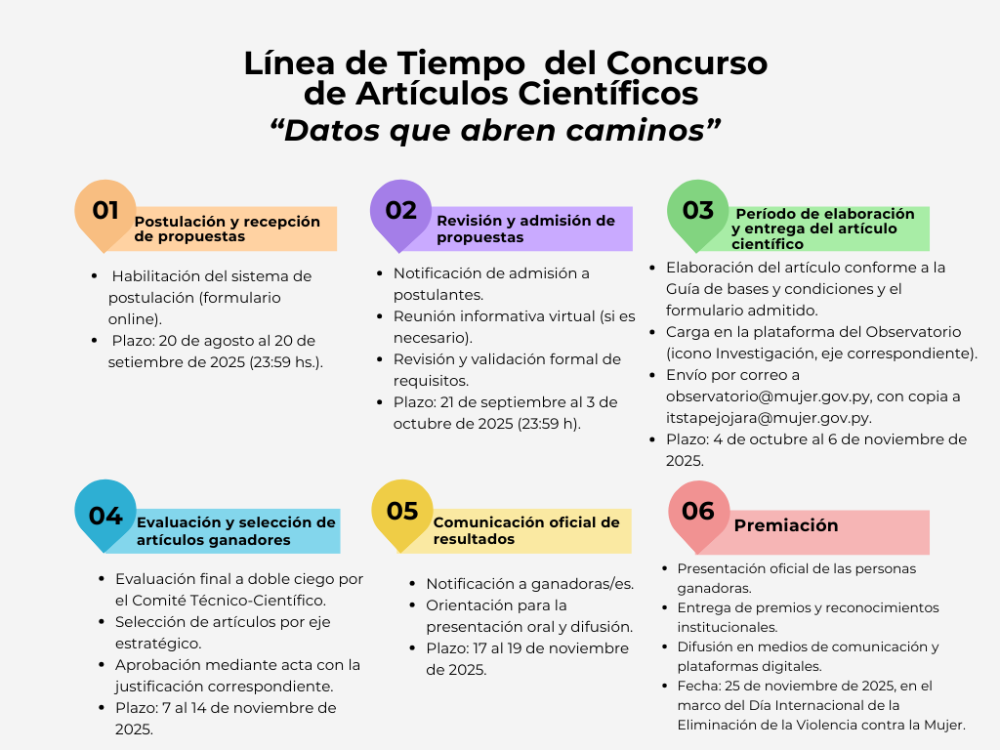 Línea de Tiempo  del Concurso
de Artículos Científicos
“Datos que abren caminos”
01
Postulación y recepción
de propuestas
• Habilitación del sistema de
postulación (formulario
online).
• Plazo: 20 de agosto al 20 de
setiembre de 2025 (23:59 hs.).
02
Revisión y admisión de
propuestas
• Notificación de admisión a
postulantes.
• Reunión informativa virtual (si es
necesario).
• Revisión y validación formal de
requisitos.
• Plazo: 21 de septiembre al 3 de
octubre de 2025 (23:59 h).
03
Período de elaboración
y entrega del artículo
científico
• Elaboración del artículo conforme a la
Guía de bases y condiciones y el
formulario admitido.
• Carga en la plataforma del Observatorio
(icono Investigación, eje correspondiente).
• Envío por correo a
observatorio@mujer.gov.py, con copia a
itstapejojara@mujer.gov.py.
• Plazo: 4 de octubre al 6 de noviembre de
2025.
04
Evaluación y selección de
artículos ganadores
• Evaluación final a doble ciego por
el Comité Técnico-Científico.
• Selección de artículos por eje
estratégico.
• Aprobación mediante acta con la
justificación correspondiente.
• Plazo: 7 al 14 de noviembre de
2025.
05
Comunicación oficial de
resultados
• Notificación a ganadoras/es.
• Orientación para la
presentación oral y difusión.
• Plazo: 17 al 19 de noviembre
de 2025.
06
Premiación
• Presentación oficial de las personas
ganadoras.
• Entrega de premios y reconocimientos
institucionales.
• Difusión en medios de comunicación y
plataformas digitales.
• Fecha: 25 de noviembre de 2025, en el
marco del Día Internacional de la
Eliminación de la Violencia contra la Mujer.